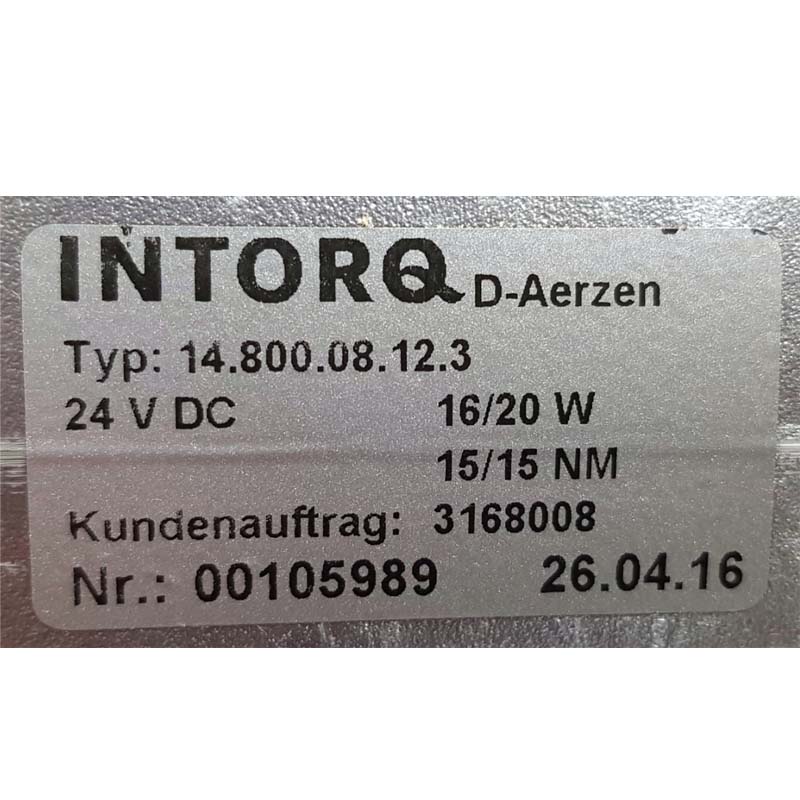 INTORQ D-Aerzen
Typ: 14.800.08.12.3
24 V DC 16/20 W
15/15 NM
Kundenauftrag: 3168008
Nr.: 00105989 26.04.16